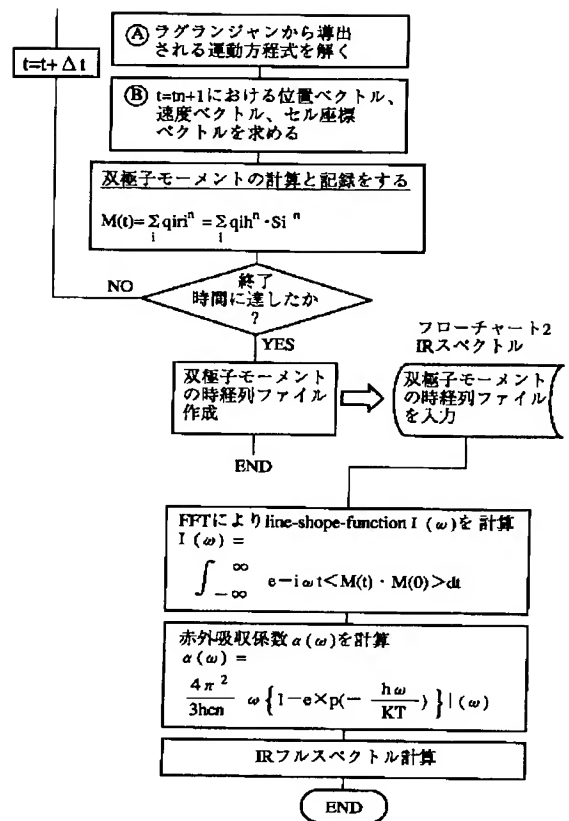 Ⓐ ラグランジャンから導出
される運動方程式を解く
t=t+Δt
Ⓑ t=tn+1における位置ベクトル、
速度ベクトル、セル座標
ベクトルを求める
双極子モーメントの計算と記録をする
M(t)=Σqiri^n =Σqih^n・Si^n
i i
NO
終了
時間に達したか
?
YES
フローチャート2
IRスペクトル
双極子モーメント
の時経列ファイル
作成
双極子モーメント
の時経列ファイル
を入力
END
FFTによりline-shope-function I (ω)を計算
I (ω) =
∫ ∞ −∞ e−iωt<M(t)・M(0)>dt
赤外吸収係数α(ω)を計算
α(ω) =
4π^2/3hcn ω{1−e×p(− hω/KT)}|(ω)
IRフルスペクトル計算
END